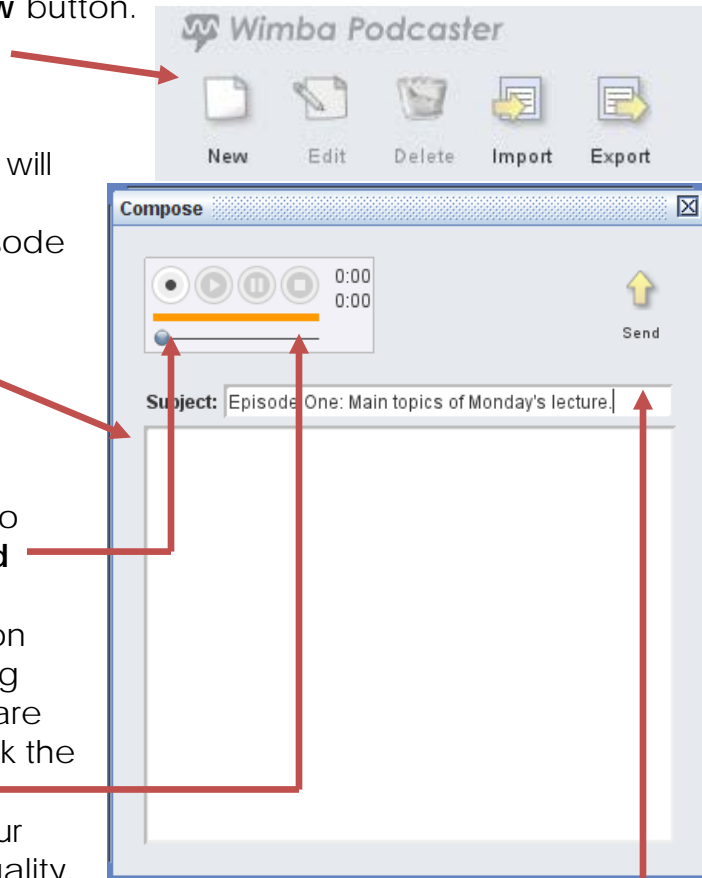 w button.
Wimba Podcaster
New Edit Delete Import Export
will
Compose
sode
0:00
0:00
Send
Subject: Episode One: Main topics of Monday's lecture.
o
d
on
g
are
k the
ur
uality